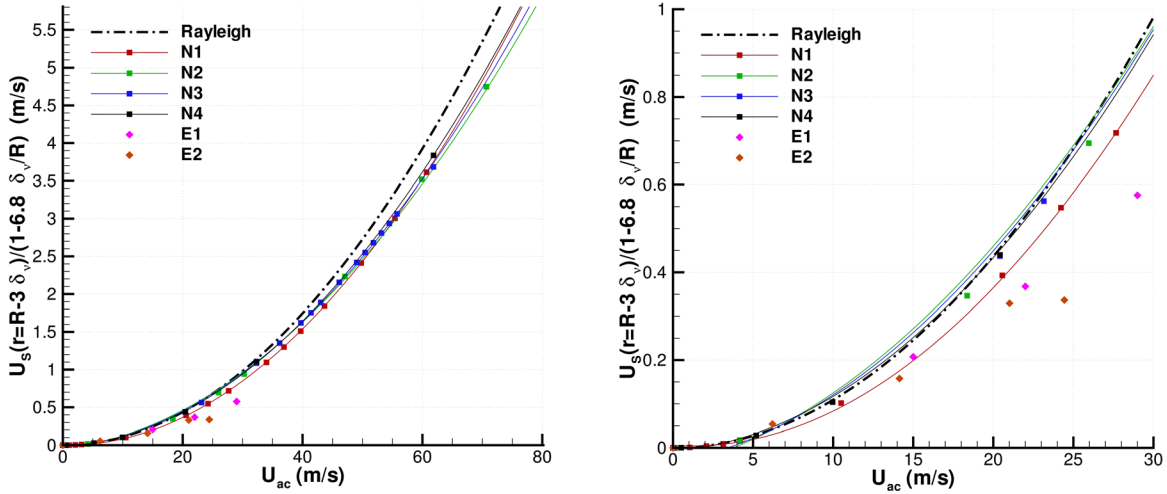 5.5
5
4.5
4
3.5
3
2.5
2
1.5
1
0.5
0
0
20
40
60
80
U_S(r=R-3 δ_ν)/(1-6.8 δ_ν/R) (m/s)
U_ac (m/s)
Rayleigh
N1
N2
N3
N4
E1
E2
1
0.8
0.6
0.4
0.2
0
0
5
10
15
20
25
30
U_S(r=R-3 δ_ν)/(1-6.8 δ_ν/R) (m/s)
U_ac (m/s)
Rayleigh
N1
N2
N3
N4
E1
E2